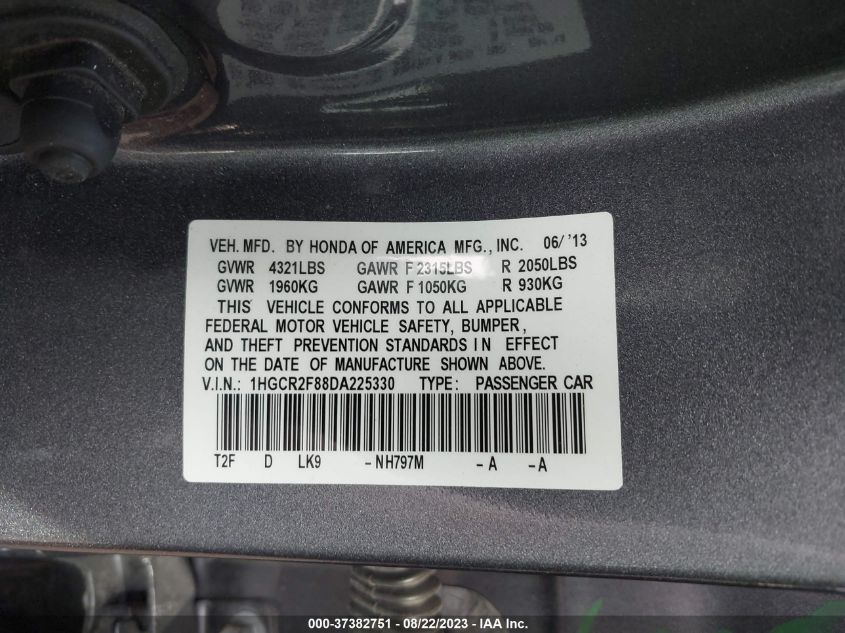 VEH. MFD. BY HONDA OF AMERICA MFG., INC. 06/ '13
GVWR 4321LBS GAWR F 2315LBS R 2050LBS
GVWR 1960KG GAWR F 1050KG R 930KG
THIS VEHICLE CONFORMS TO ALL APPLICABLE
FEDERAL MOTOR VEHICLE SAFETY, BUMPER,
AND THEFT PREVENTION STANDARDS IN EFFECT
ON THE DATE OF MANUFACTURE SHOWN ABOVE.
V.I.N.: 1HGCR2F88DA225330 TYPE: PASSENGER CAR
T2F D LK9 - NH797M - A - A
000-37382751 - 08/22/2023 - IAA Inc.